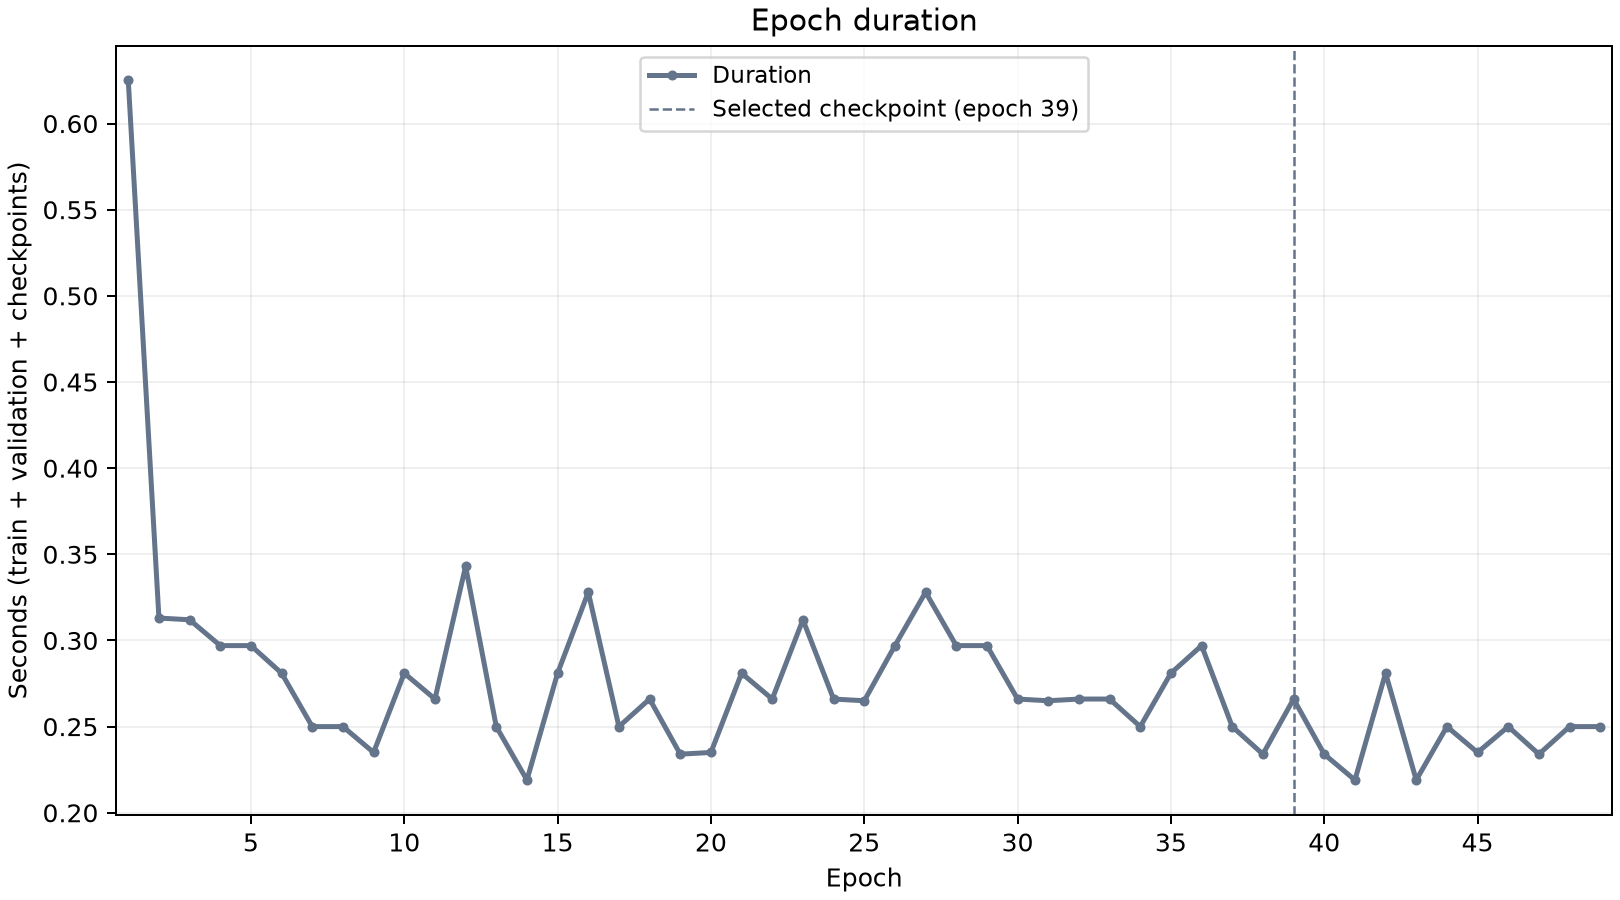 Epoch duration
Duration
Selected checkpoint (epoch 39)
Seconds (train + validation + checkpoints)
0.60
0.55
0.50
0.45
0.40
0.35
0.30
0.25
0.20
5 10 15 20 25 30 35 40 45
Epoch